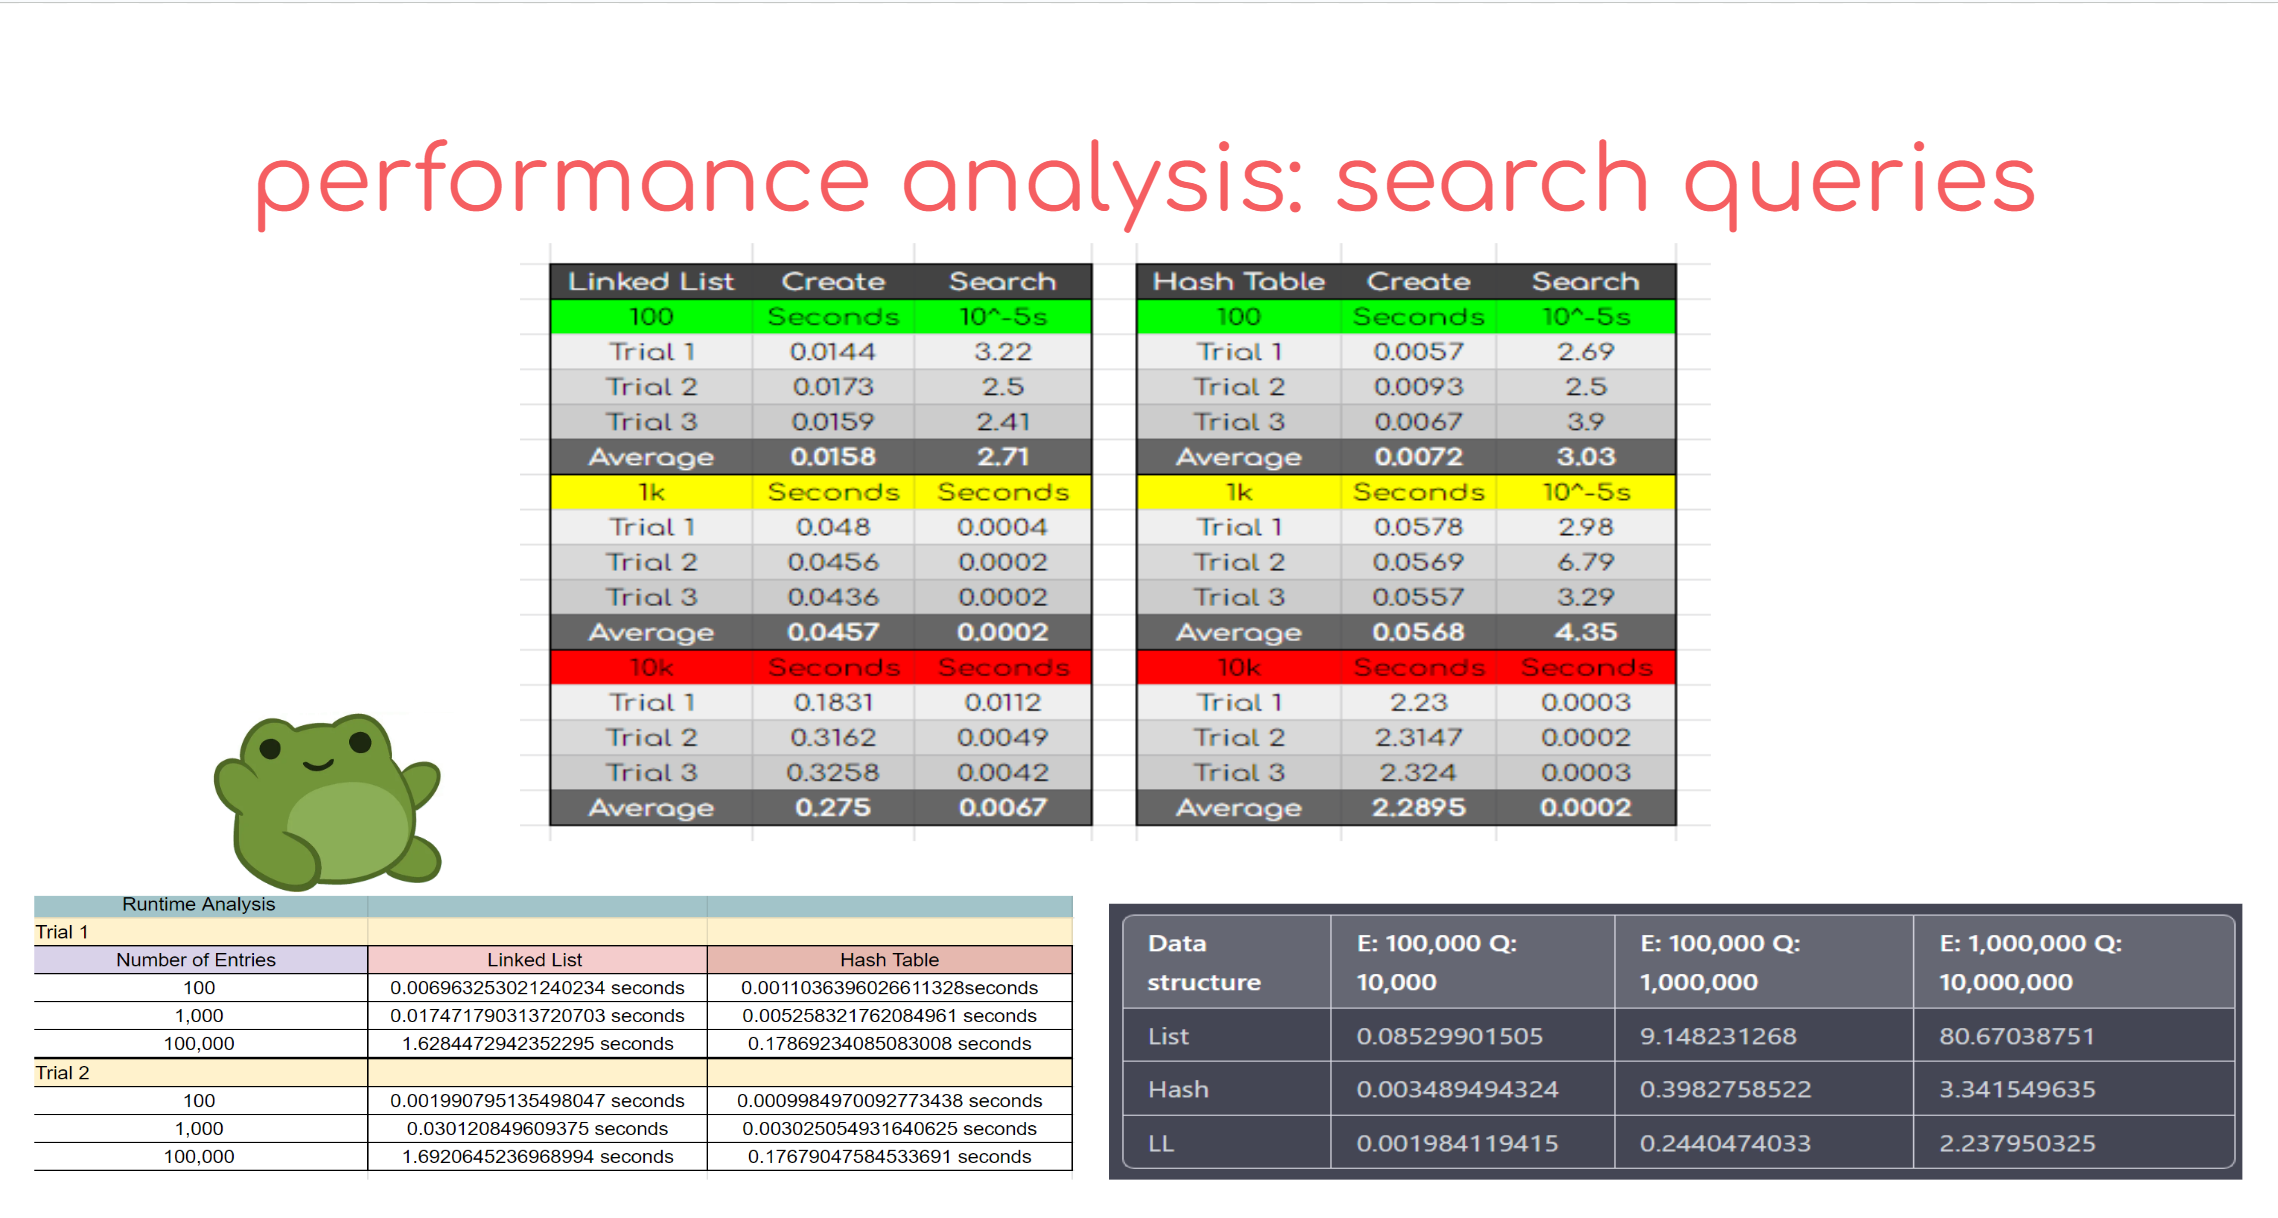 performance analysis: search queries
Linked List Create Search
100 Seconds 10^-5s
Trial 1 0.0144 3.22
Trial 2 0.0173 2.5
Trial 3 0.0159 2.41
Average 0.0158 2.71
1k Seconds Seconds
Trial 1 0.048 0.0004
Trial 2 0.0456 0.0002
Trial 3 0.0436 0.0002
Average 0.0457 0.0002
10k Seconds Seconds
Trial 1 0.1831 0.0112
Trial 2 0.3162 0.0049
Trial 3 0.3258 0.0042
Average 0.275 0.0067
Hash Table Create Search
100 Seconds 10^-5s
Trial 1 0.0057 2.69
Trial 2 0.0093 2.5
Trial 3 0.0067 3.9
Average 0.0072 3.03
1k Seconds 10^-5s
Trial 1 0.0578 2.98
Trial 2 0.0569 6.79
Trial 3 0.0557 3.29
Average 0.0568 4.35
10k Seconds Seconds
Trial 1 2.23 0.0003
Trial 2 2.3147 0.0002
Trial 3 2.324 0.0003
Average 2.2895 0.0002
Runtime Analysis
Trial 1
Number of Entries Linked List Hash Table
100 0.006963253021240234 seconds 0.0011036396026611328seconds
1,000 0.017471790313720703 seconds 0.005258321762084961 seconds
100,000 1.6284472942352295 seconds 0.17869234085083008 seconds
Trial 2
100 0.001990795135498047 seconds 0.0009984970092773438 seconds
1,000 0.030120849609375 seconds 0.003025054931640625 seconds
100,000 1.6920645236968994 seconds 0.17679047584533691 seconds
Data E: 100,000 Q: E: 100,000 Q: E: 1,000,000 Q:
structure 10,000 1,000,000 10,000,000
List 0.08529901505 9.148231268 80.67038751
Hash 0.003489494324 0.3982758522 3.341549635
LL 0.001984119415 0.2440474033 2.237950325